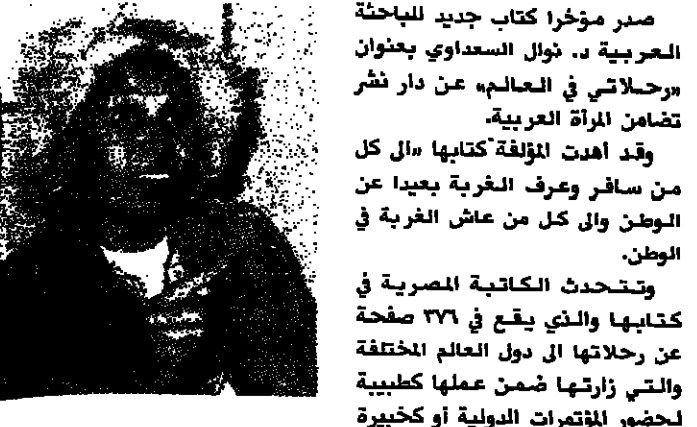 صدر مؤخرا كتاب جديد للباحثة
العربية د. نوال السعداوي بعنوان
«رحلاتي في العالم» عن دار نشر
تضامن المرأة العربية.
وقد أهدت المؤلفة كتابها «الى كل
من سافر وعرف الغربة بعيدا عن
الوطن والى كل من عاش الغربة في
الوطن.
وتتحدث الكاتبة المصرية في
كتابها والذي يقع في ٣٧٦ صفحة
عن رحلاتها الى دول العالم المختلفة
والتي زارتها ضمن عملها كطبيبة
لحضور المؤتمرات الدولية أو كخبيرة